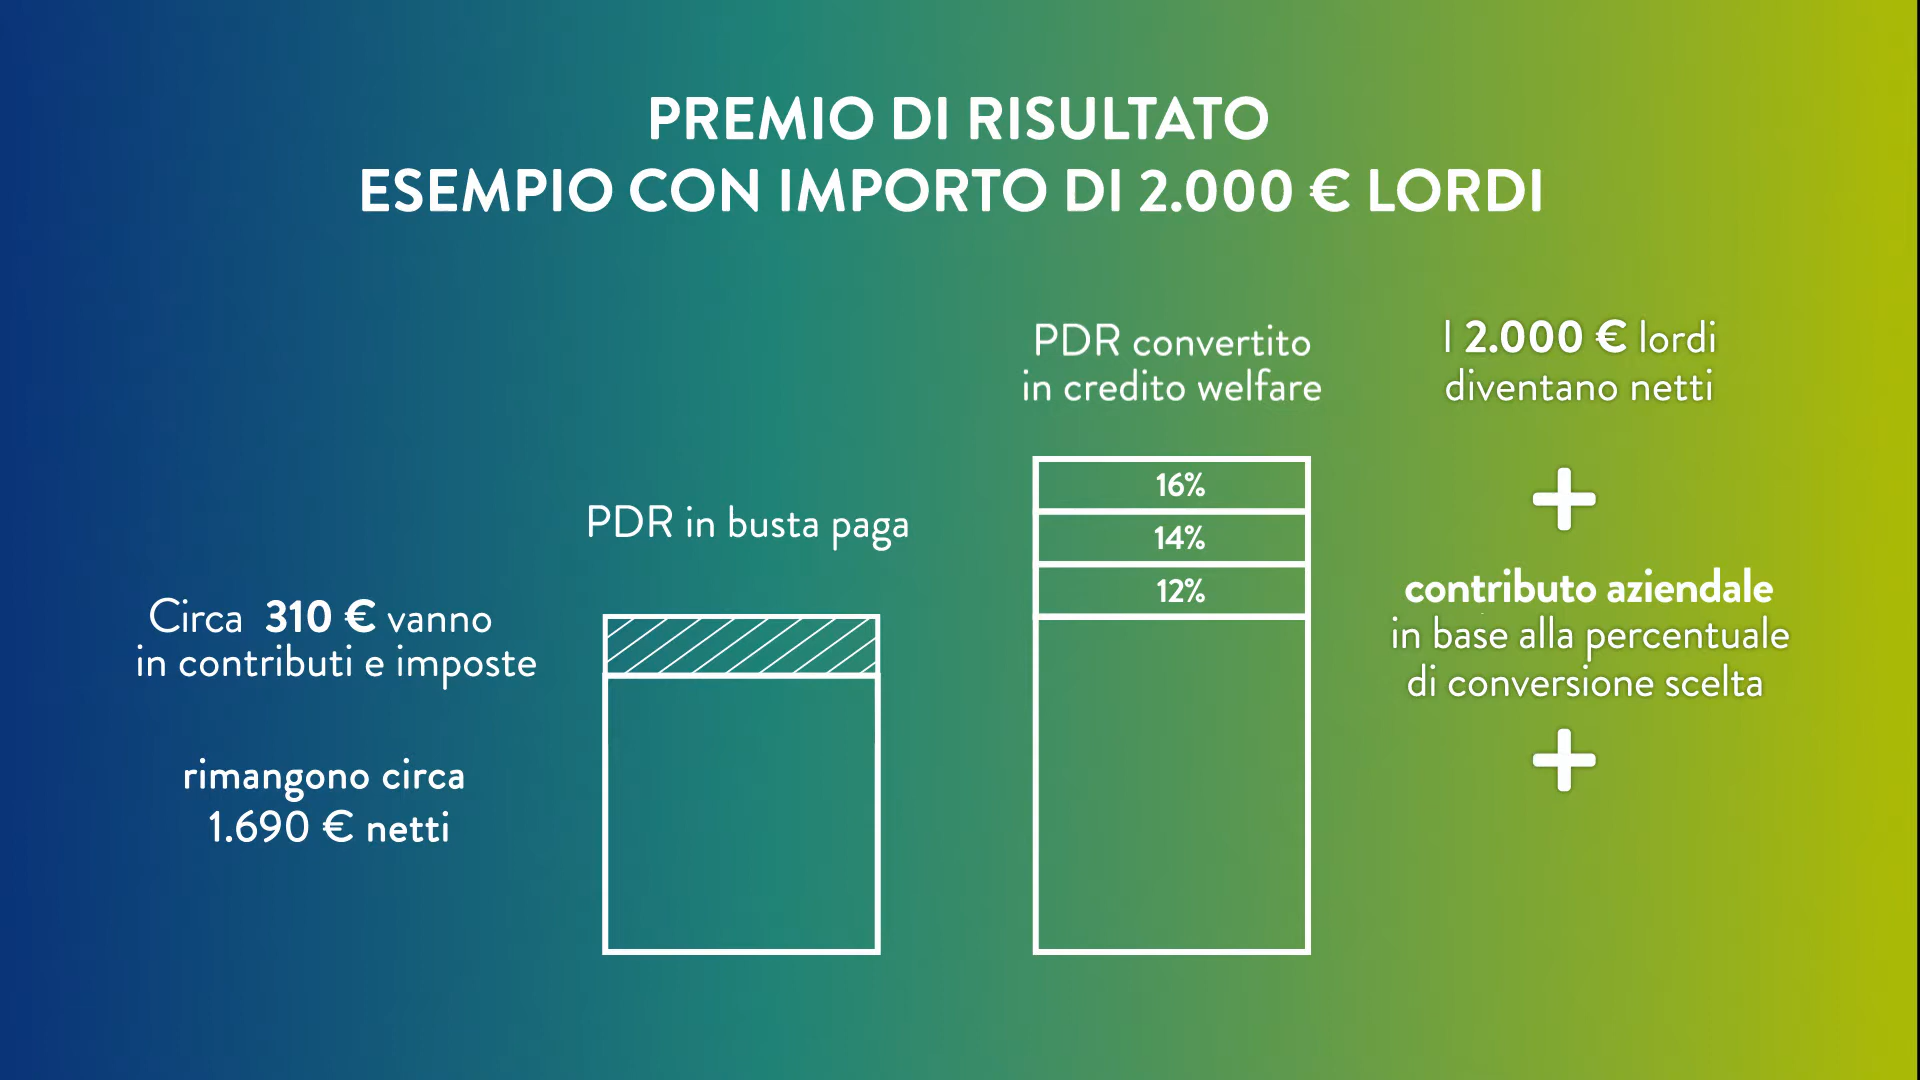 PREMIO DI RISULTATO
ESEMPIO CON IMPORTO DI 2.000 € LORDI
Circa 310 € vanno
in contributi e imposte
rimangono circa
1.690 € netti
PDR in busta paga
PDR convertito
in credito welfare
16%
14%
12%
I 2.000 € lordi
diventano netti
+
contributo aziendale
in base alla percentuale
di conversione scelta
+